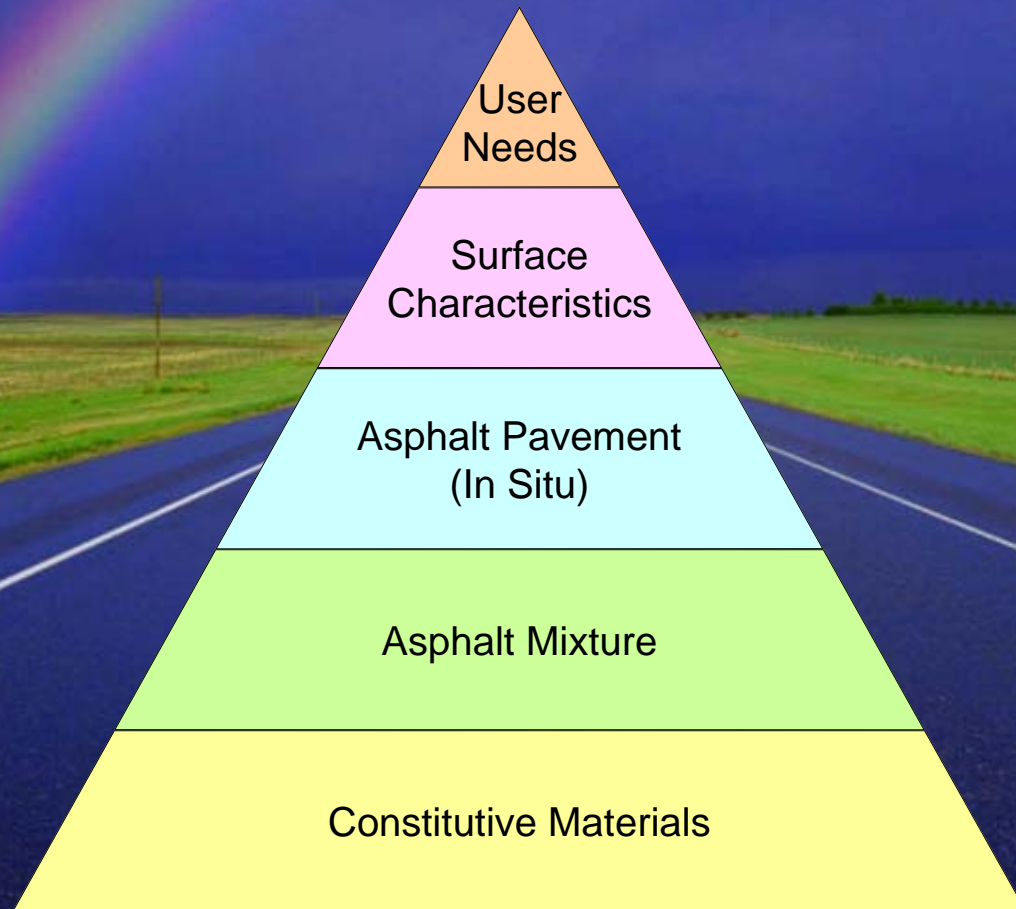 User
Needs
Surface
Characteristics
Asphalt Pavement
(In Situ)
Asphalt Mixture
Constitutive Materials